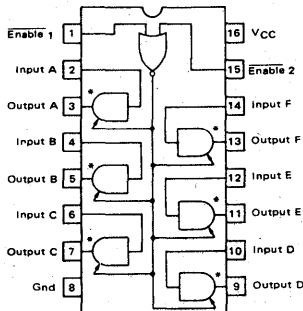 Enable 1 1
Input A 2
Output A 3 *
Input B 4
Output B 5 *
Input C 6
Output C 7 *
Gnd 8
16 VCC
15 Enable 2
14 Input F
* 13 Output F
12 Input E
* 11 Output E
10 Input D
* 9 Output D